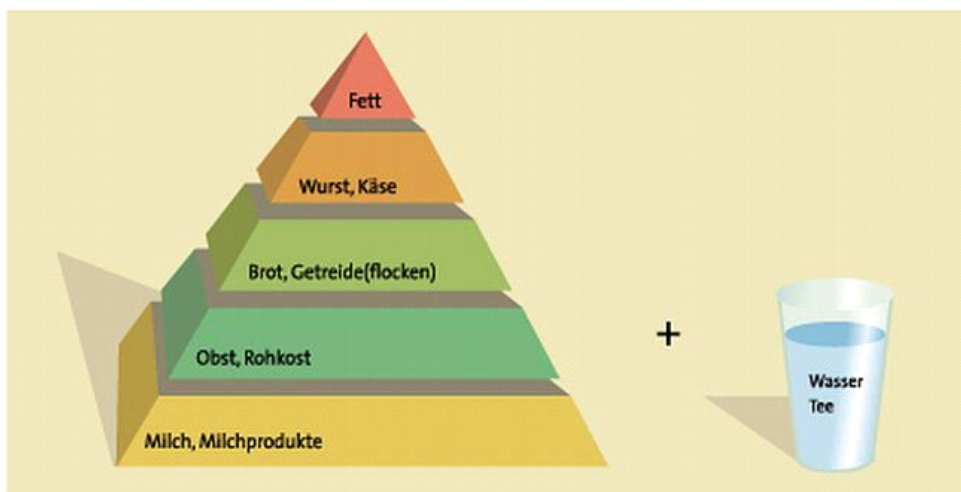 Fett
Wurst, Käse
Brot, Getreide(flocken)
Obst, Rohkost
Milch, Milchprodukte
+
Wasser
Tee